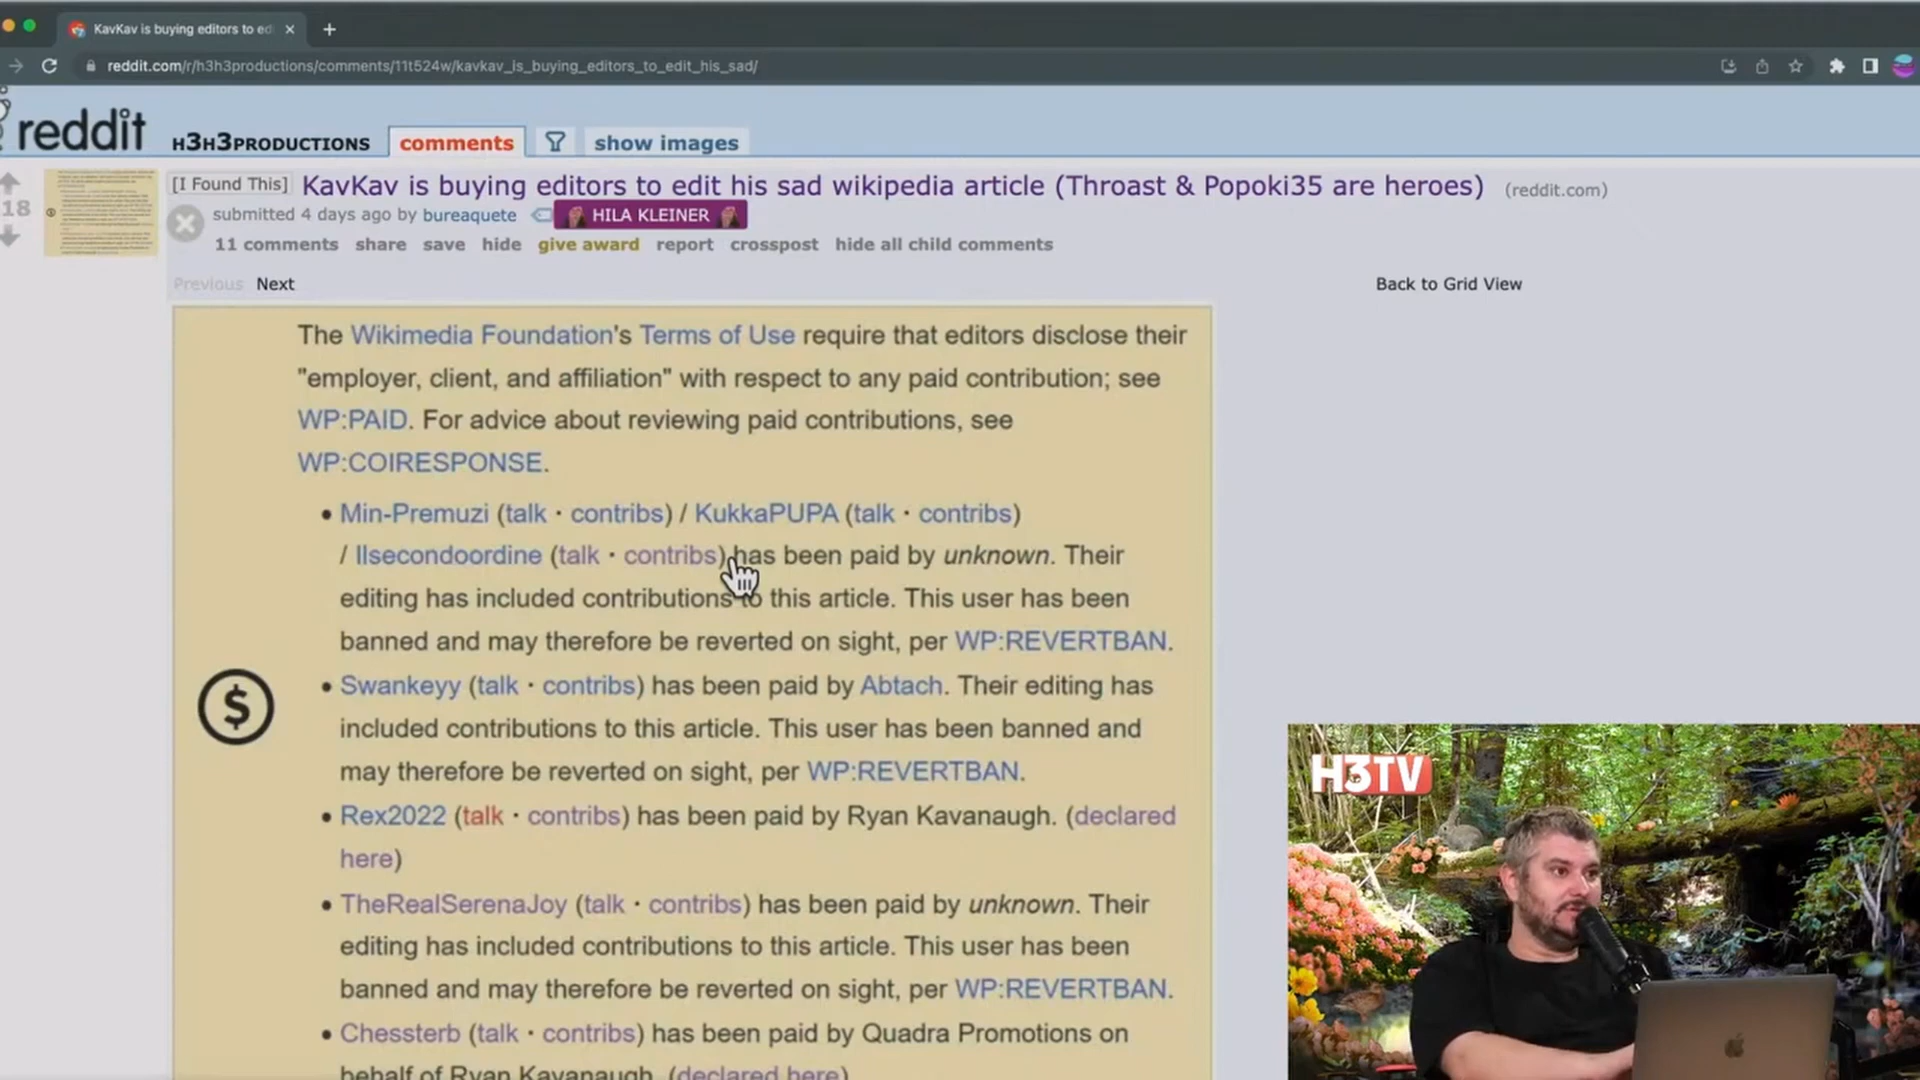 KavKav is buying editors to ed
reddit.com/r/h3h3productions/comments/11t524w/kavkav_is_buying_editors_to_edit_his_sad/
reddit H3H3PRODUCTIONS comments show images
18
[I Found This] KavKav is buying editors to edit his sad wikipedia article (Throast & Popoki35 are heroes) (reddit.com)
submitted 4 days ago by bureaquete HILA KLEINER
11 comments share save hide give award report crosspost hide all child comments
Previous Next Back to Grid View
The Wikimedia Foundation's Terms of Use require that editors disclose their
"employer, client, and affiliation" with respect to any paid contribution; see
WP:PAID. For advice about reviewing paid contributions, see
WP:COIRESPONSE.
• Min-Premuzi (talk · contribs) / KukkaPUPA (talk · contribs)
/ Ilsecondoordine (talk · contribs) has been paid by unknown. Their
editing has included contributions to this article. This user has been
banned and may therefore be reverted on sight, per WP:REVERTBAN.
• Swankeyy (talk · contribs) has been paid by Abtach. Their editing has
included contributions to this article. This user has been banned and
may therefore be reverted on sight, per WP:REVERTBAN.
$
• Rex2022 (talk · contribs) has been paid by Ryan Kavanaugh. (declared
here)
• TheRealSerenaJoy (talk · contribs) has been paid by unknown. Their
editing has included contributions to this article. This user has been
banned and may therefore be reverted on sight, per WP:REVERTBAN.
• Chessterb (talk · contribs) has been paid by Quadra Promotions on
behalf of Ryan Kavanaugh. (declared here)
H3TV